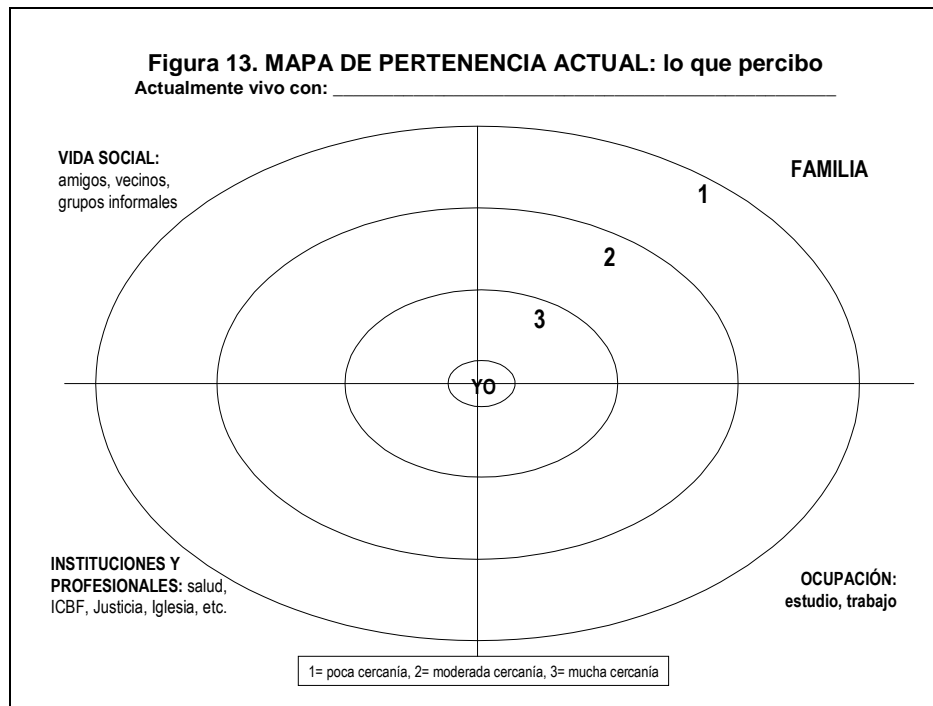 Figura 13. MAPA DE PERTENENCIA ACTUAL: lo que percibo
Actualmente vivo con: ______________________________________________________
VIDA SOCIAL:
amigos, vecinos,
grupos informales
FAMILIA
1
2
3
YO
INSTITUCIONES Y
PROFESIONALES: salud,
ICBF, Justicia, Iglesia, etc.
OCUPACIÓN:
estudio, trabajo
1= poca cercanía, 2= moderada cercanía, 3= mucha cercanía